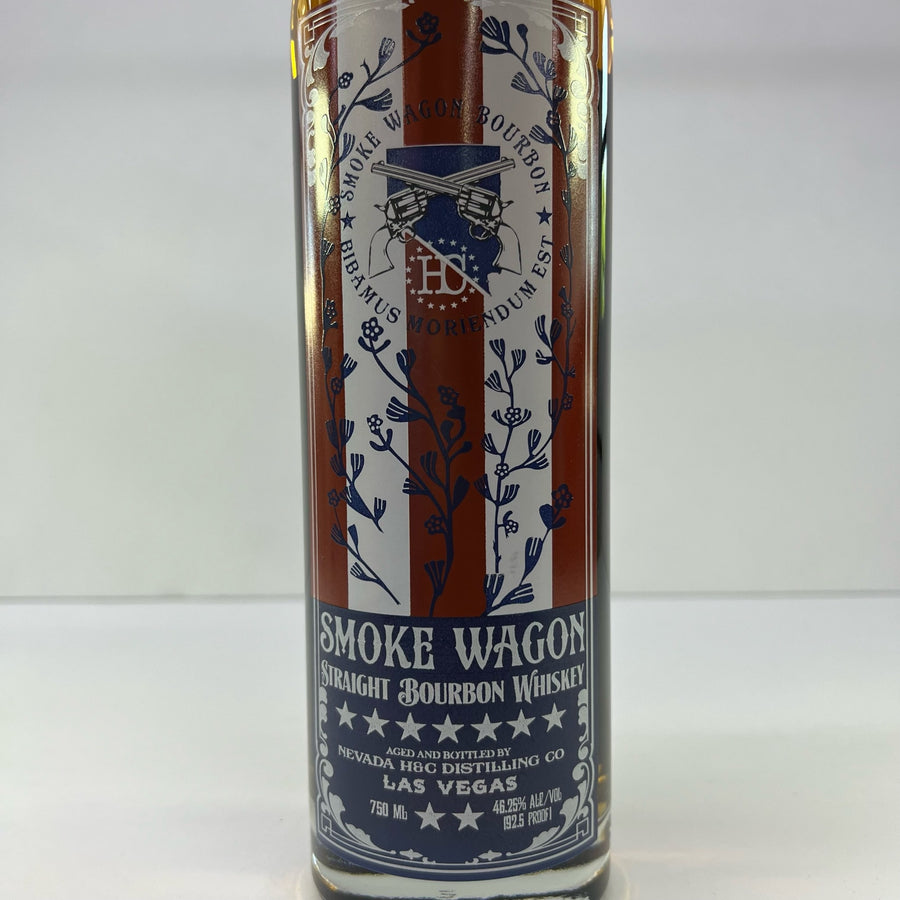 SMOKE WAGON BOURBON
BIBAMUS MORIENDUM EST
HC
SMOKE WAGON
STRAIGHT BOURBON WHISKEY
AGED AND BOTTLED BY
NEVADA H&C DISTILLING CO
LAS VEGAS
750 ML
46.25% ALC/VOL
(92.5 PROOF)